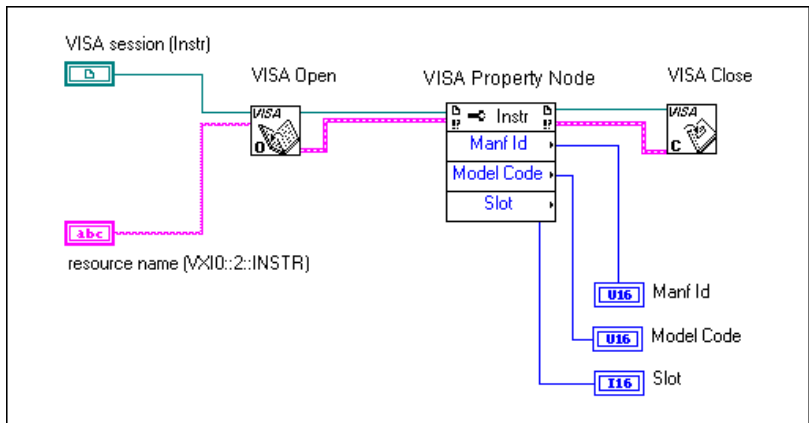 VISA session (Instr)
VISA Open
VISA Property Node
VISA Close
VISA
O
Instr
!?
!?
Manf Id
Model Code
Slot
VISA
C
abc
resource name (VXI0::2::INSTR)
U16
Manf Id
U16
Model Code
I16
Slot